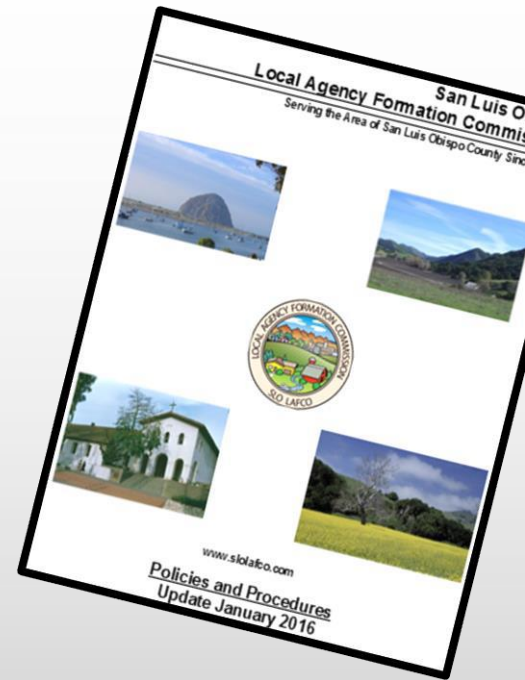 San Luis O
Local Agency Formation Commis
Serving the Area of San Luis Obispo County Sinc
LOCAL AGENCY FORMATION COMMISSION
SLO LAFCO
www.slolafco.com
Policies and Procedures
Update January 2016